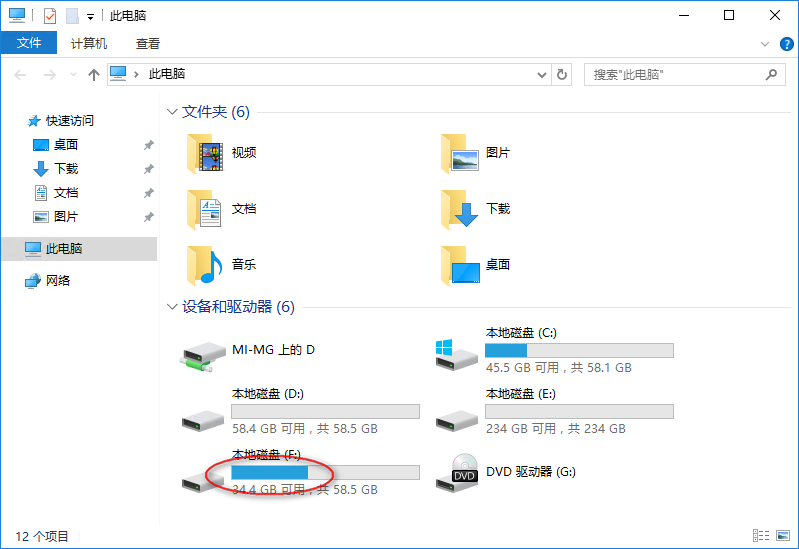 此电脑
文件 计算机 查看
此电脑 搜索"此电脑"
快速访问
桌面
下载
文档
图片
此电脑
网络
文件夹 (6)
视频 图片
文档 下载
音乐 桌面
设备和驱动器 (6)
MI-MG 上的 D
本地磁盘 (C:)
45.5 GB 可用，共 58.1 GB
本地磁盘 (D:)
58.4 GB 可用，共 58.5 GB
本地磁盘 (E:)
234 GB 可用，共 234 GB
本地磁盘 (F:)
34.4 GB 可用，共 58.5 GB
DVD
DVD 驱动器 (G:)
12 个项目